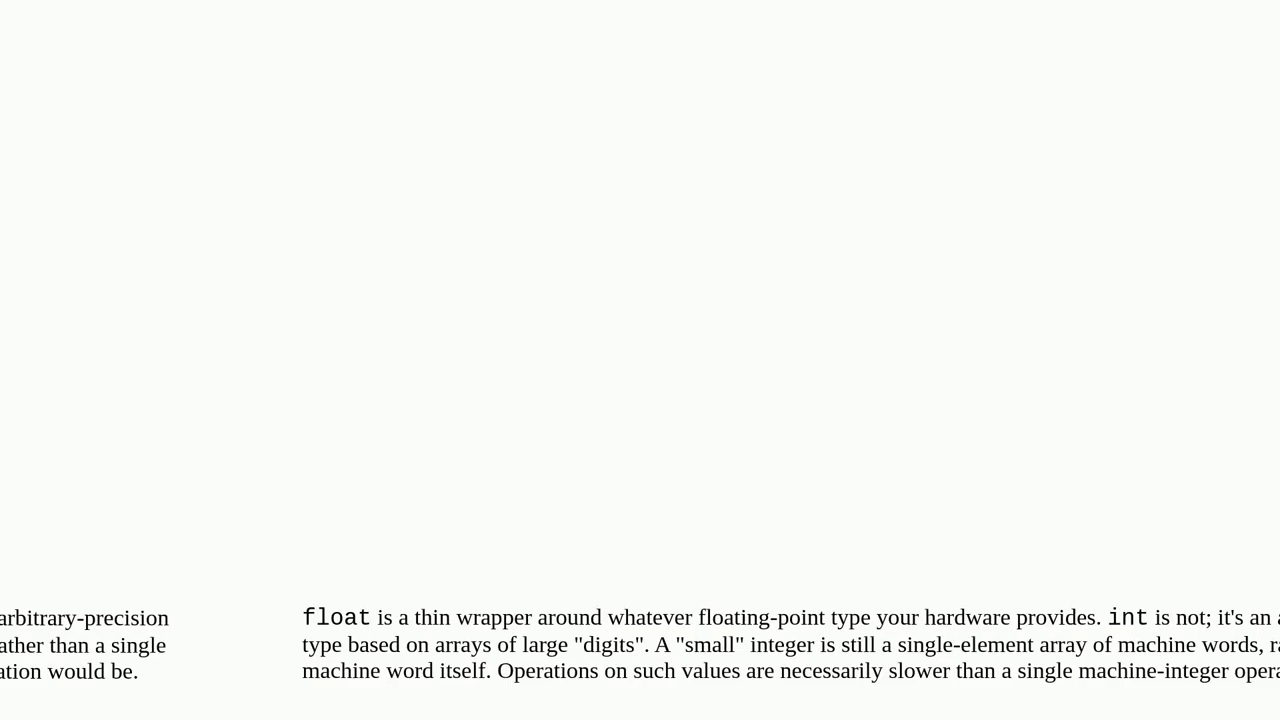 arbitrary-precision
ather than a single
ation would be.
float is a thin wrapper around whatever floating-point type your hardware provides. int is not; it's an
type based on arrays of large "digits". A "small" integer is still a single-element array of machine words, ra
machine word itself. Operations on such values are necessarily slower than a single machine-integer opera